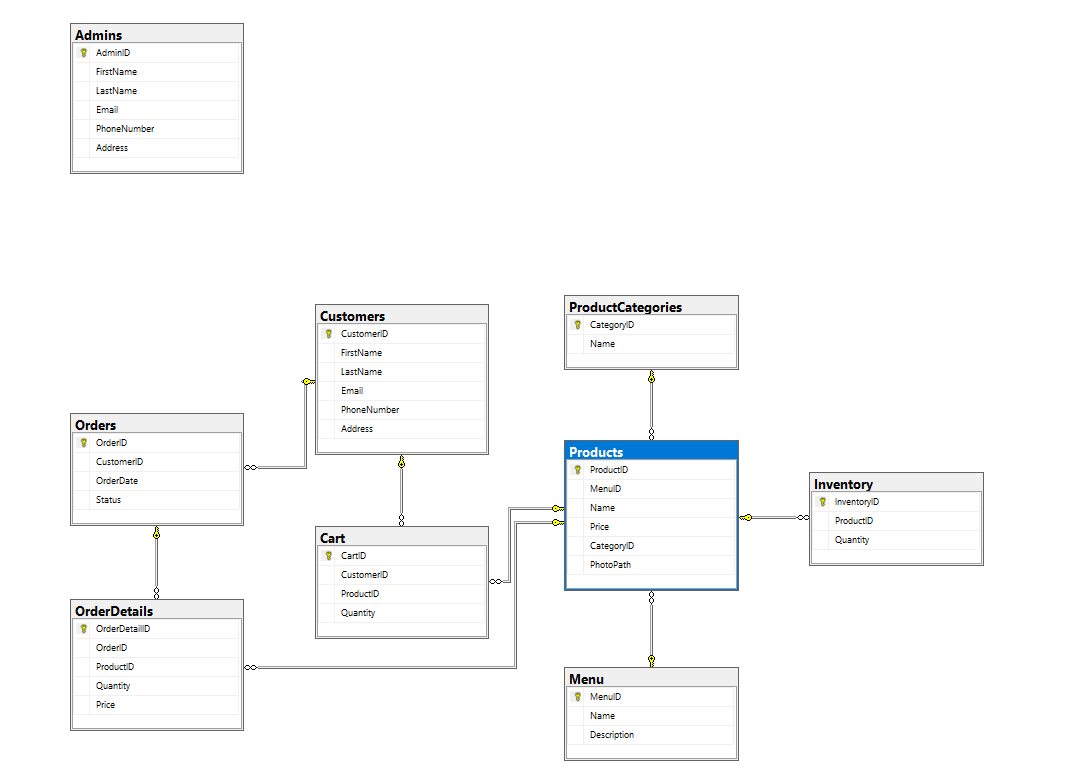 Admins
AdminID
FirstName
LastName
Email
PhoneNumber
Address
Customers
CustomerID
FirstName
LastName
Email
PhoneNumber
Address
ProductCategories
CategoryID
Name
Orders
OrderID
CustomerID
OrderDate
Status
Products
ProductID
MenuID
Name
Price
CategoryID
PhotoPath
Inventory
InventoryID
ProductID
Quantity
Cart
CartID
CustomerID
ProductID
Quantity
OrderDetails
OrderDetailID
OrderID
ProductID
Quantity
Price
Menu
MenuID
Name
Description